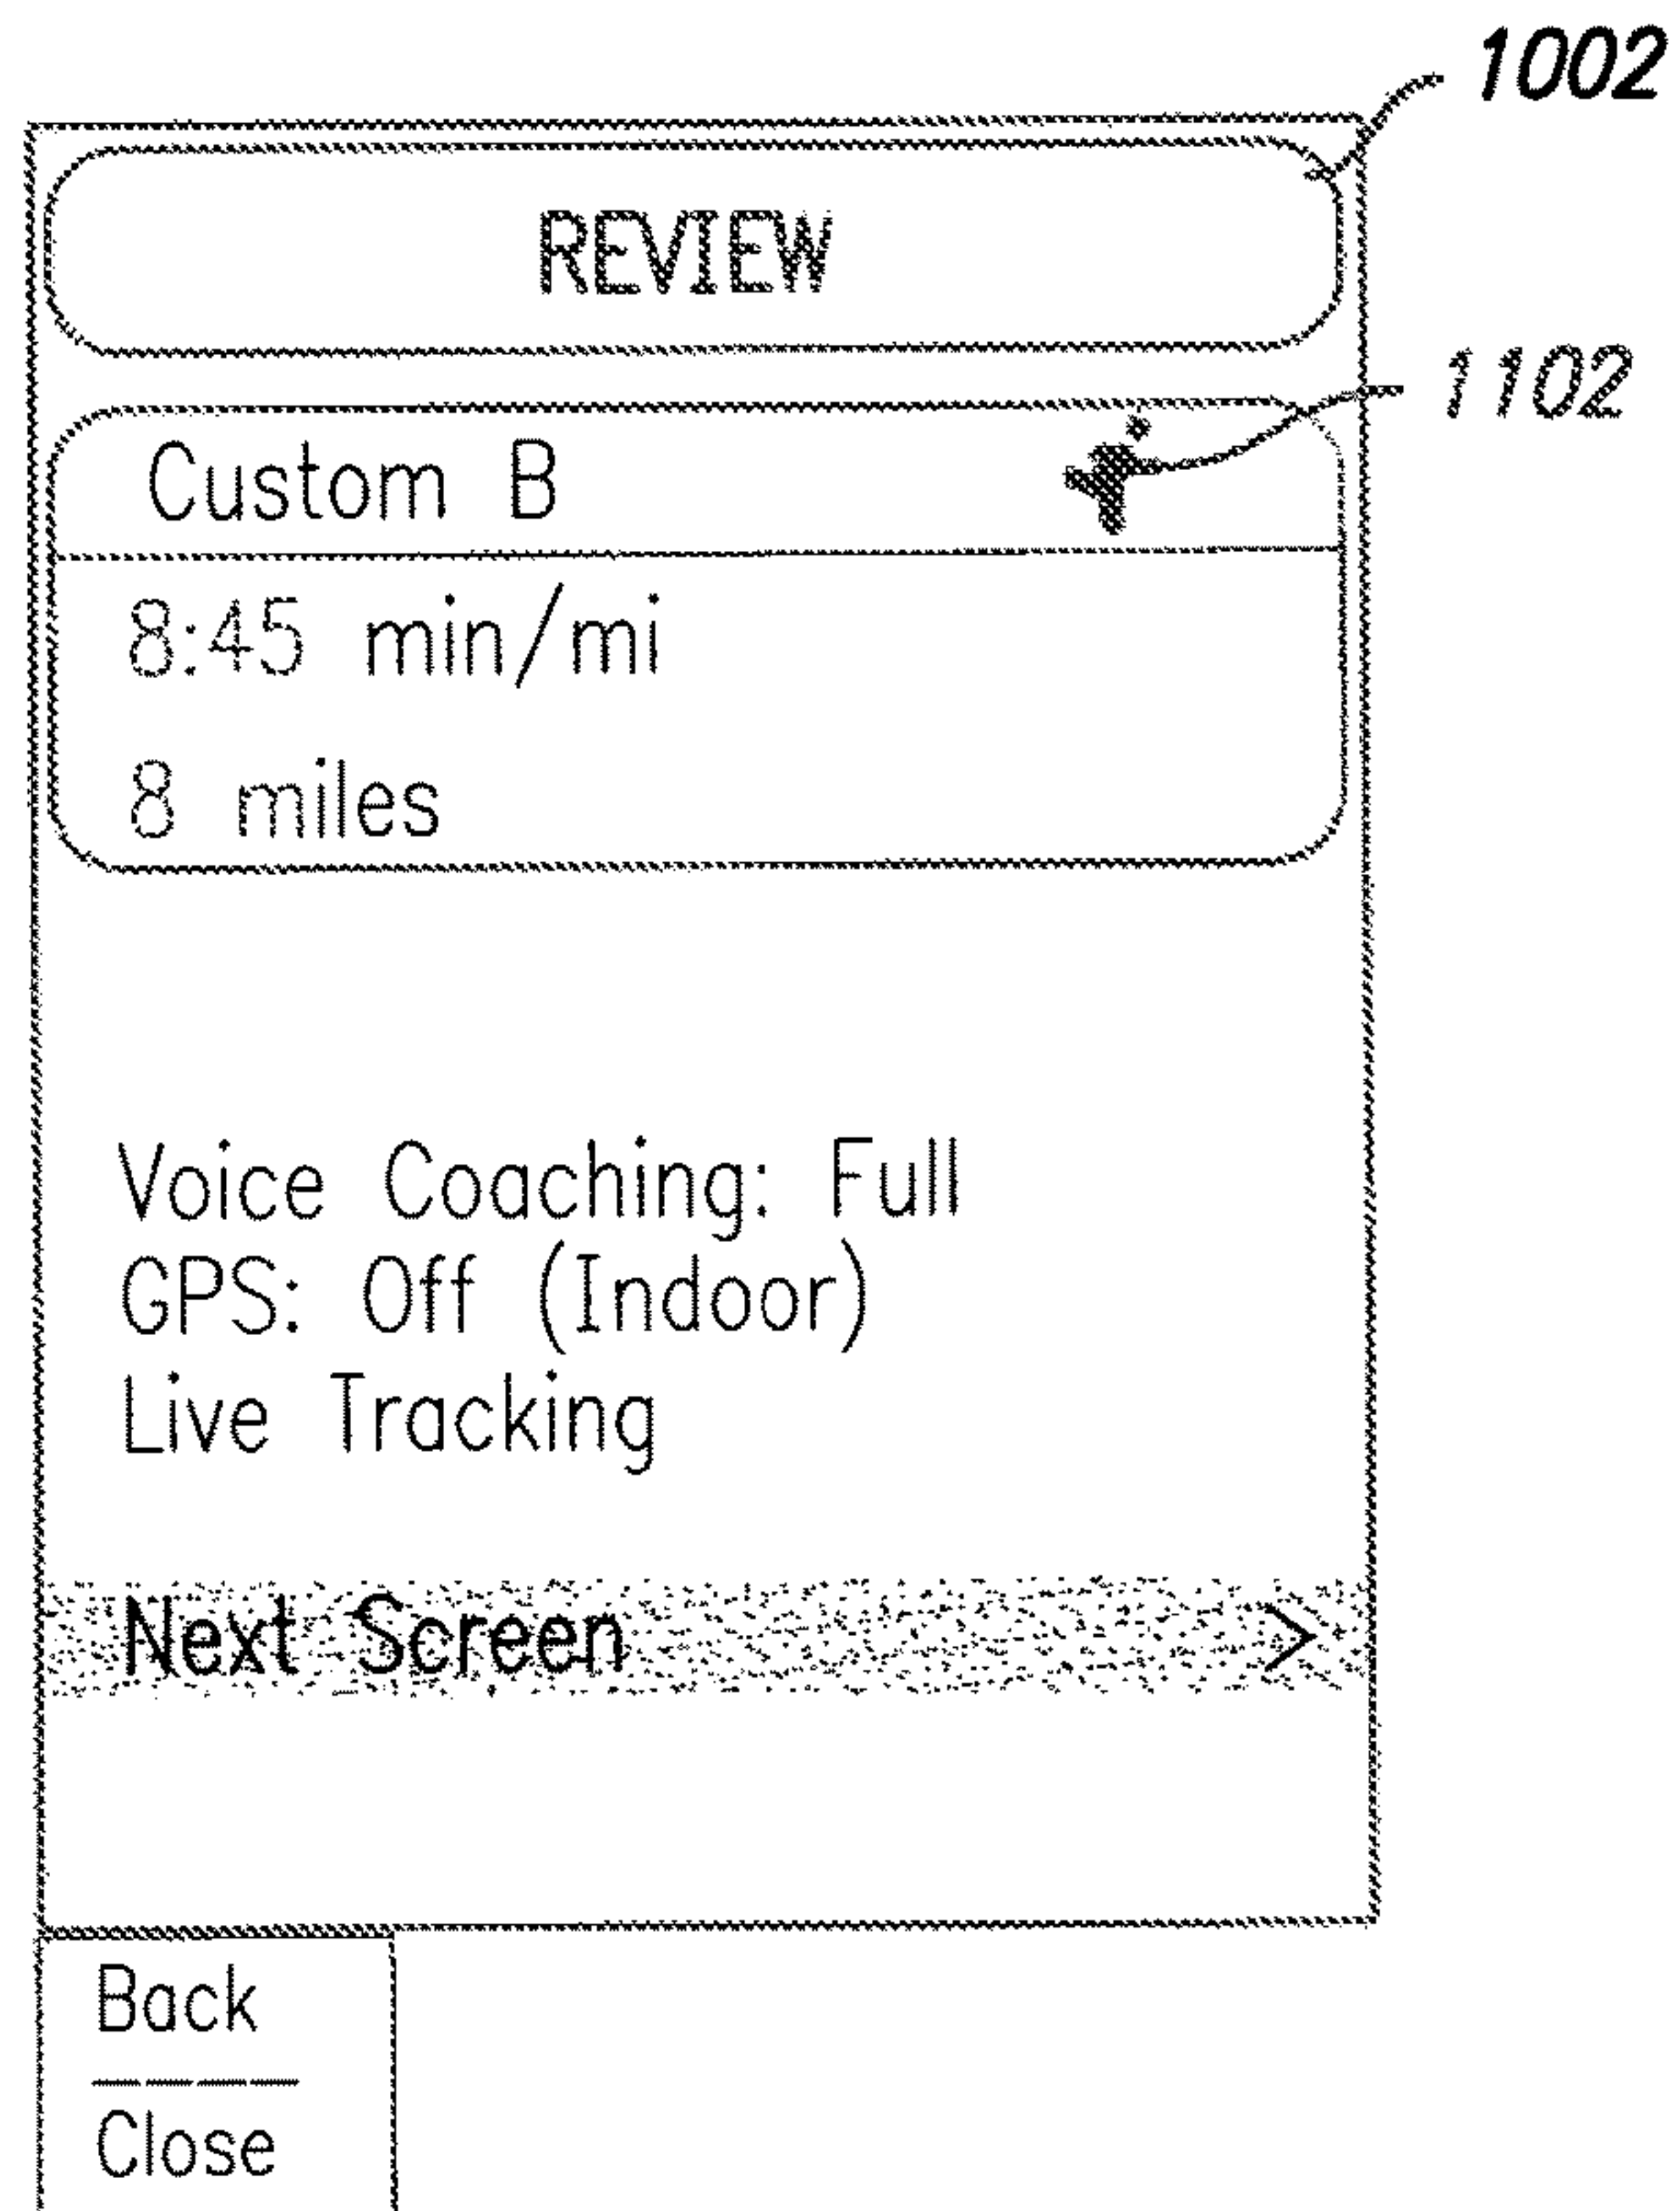 1002
REVIEW
1102
Custom B
8:45 min/mi
8 miles
Voice Coaching: Full
GPS: Off (Indoor)
Live Tracking
Next Screen >
Back
Close